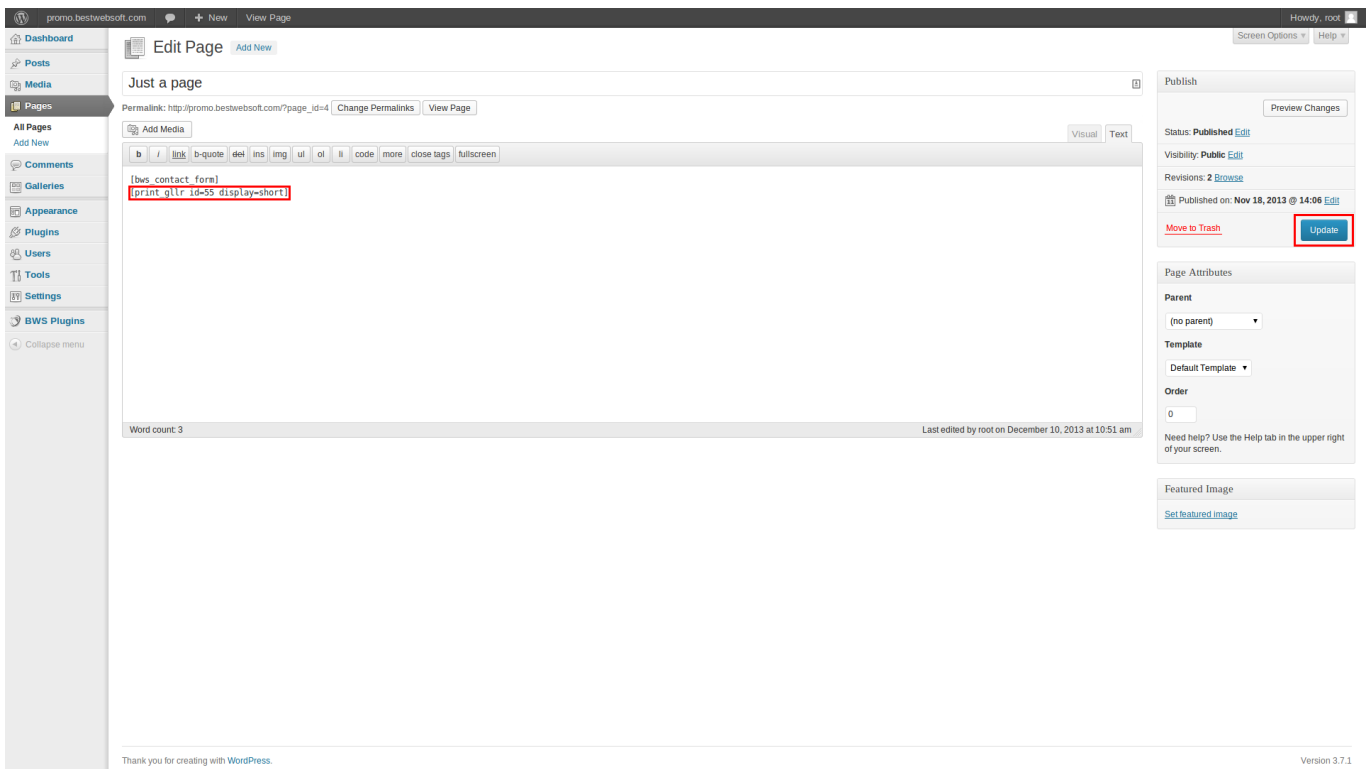 promo.bestwebsoft.com + New View Page Howdy, root
Screen Options Help
Dashboard
Posts
Media
Pages
All Pages
Add New
Comments
Galleries
Appearance
Plugins
Users
Tools
Settings
BWS Plugins
Collapse menu
Edit Page Add New
Just a page
Permalink: http://promo.bestwebsoft.com/?page_id=4 Change Permalinks View Page
Add Media Visual Text
b i link b-quote del ins img ul ol li code more close tags fullscreen
[bws_contact_form]
[print_gllr id=55 display=short]
Word count: 3 Last edited by root on December 10, 2013 at 10:51 am
Publish
Preview Changes
Status: Published Edit
Visibility: Public Edit
Revisions: 2 Browse
Published on: Nov 18, 2013 @ 14:06 Edit
Move to Trash Update
Page Attributes
Parent
(no parent)
Template
Default Template
Order
0
Need help? Use the Help tab in the upper right
of your screen.
Featured Image
Set featured image
Thank you for creating with WordPress. Version 3.7.1